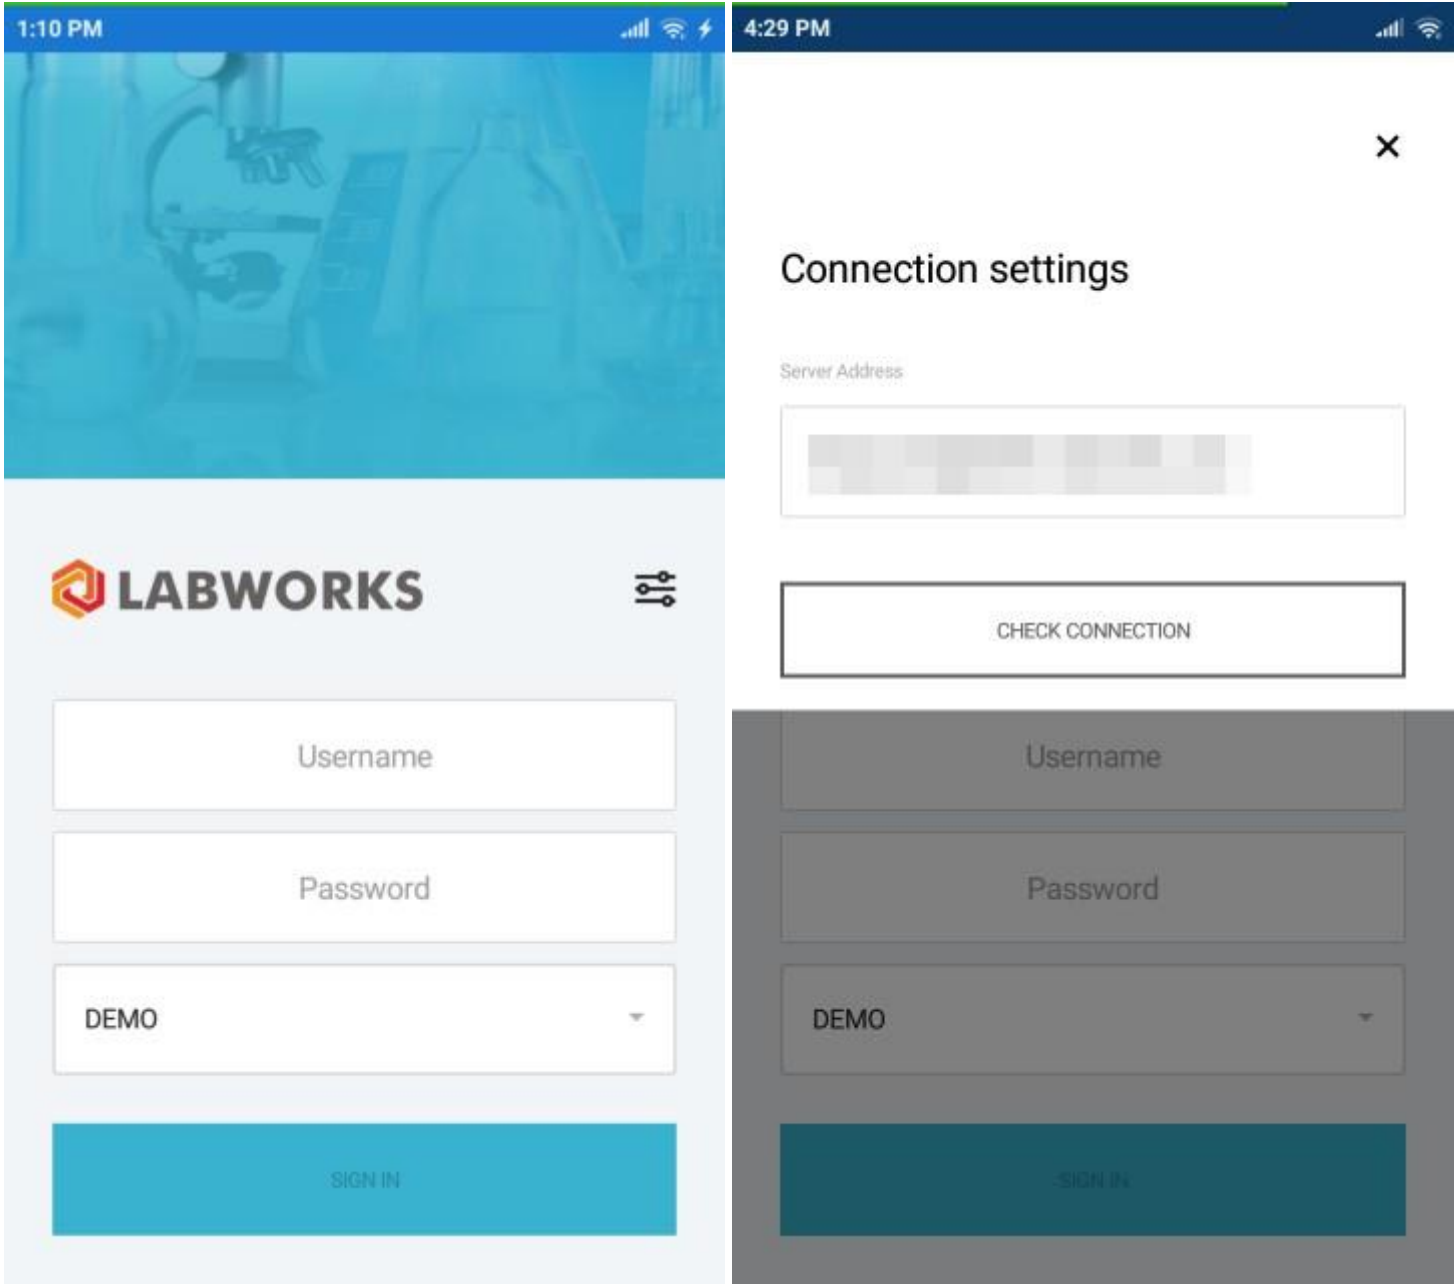 1:10 PM
LABWORKS
Username
Password
DEMO
SIGN IN
4:29 PM
Connection settings
Server Address
CHECK CONNECTION
Username
Password
DEMO
SIGN IN